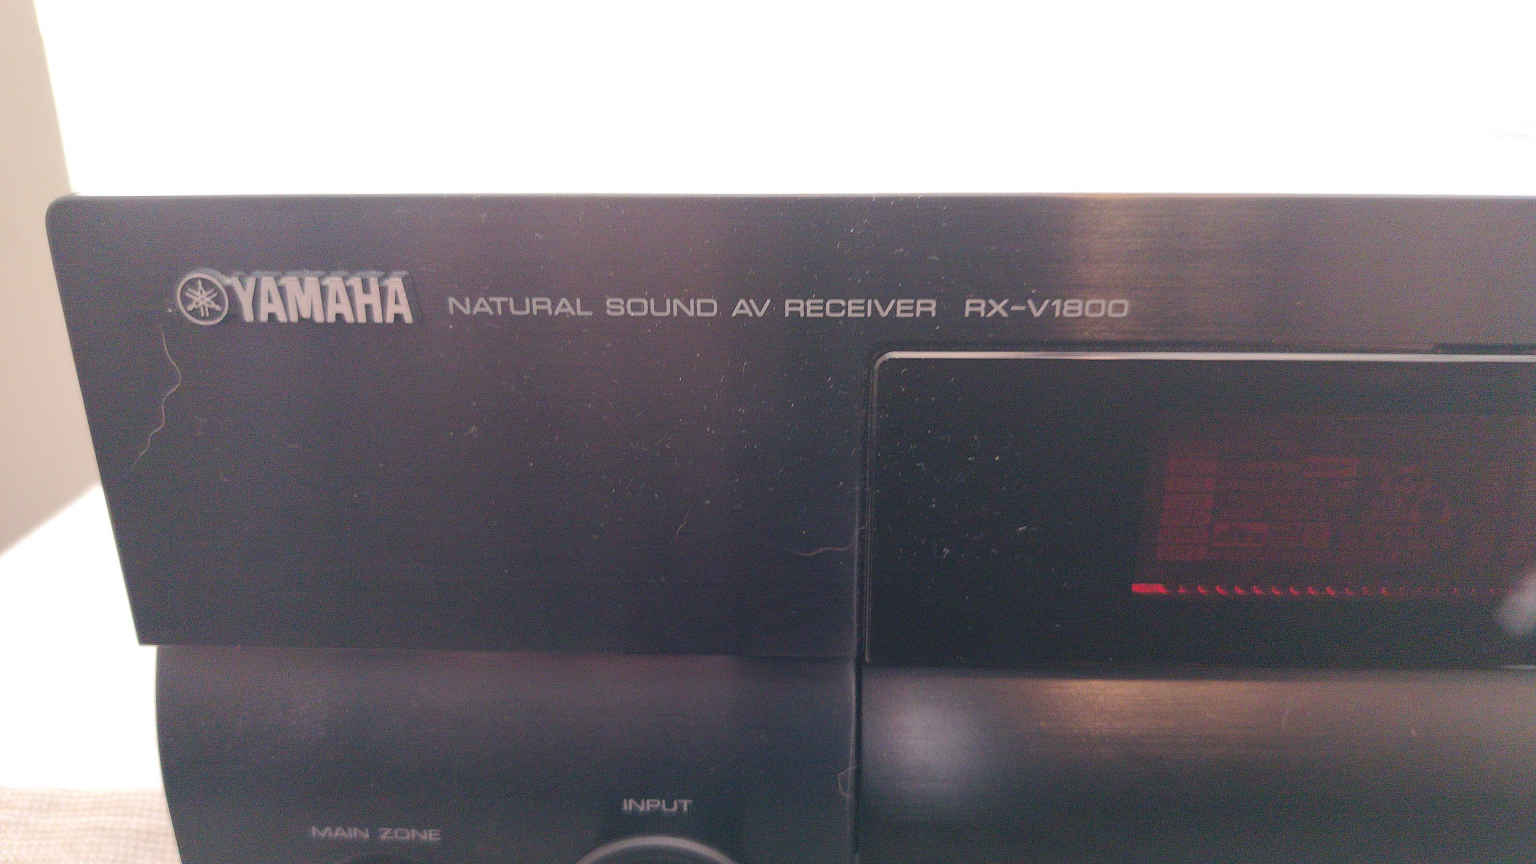 YAMAHA NATURAL SOUND AV RECEIVER RX-V1800
INPUT
MAIN ZONE